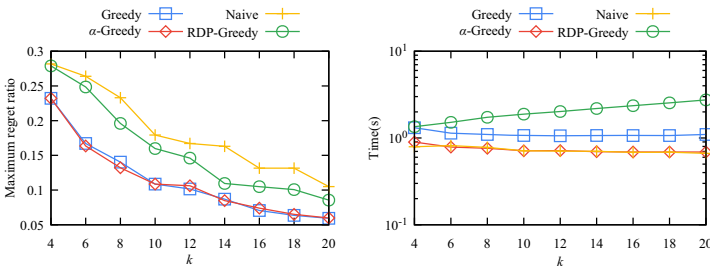 Greedy
Naive
α-Greedy
RDP-Greedy
Maximum regret ratio
0.3
0.25
0.2
0.15
0.1
0.05
4 6 8 10 12 14 16 18 20
k
Greedy
Naive
α-Greedy
RDP-Greedy
Time(s)
10^1
10^0
10^-1
4 6 8 10 12 14 16 18 20
k